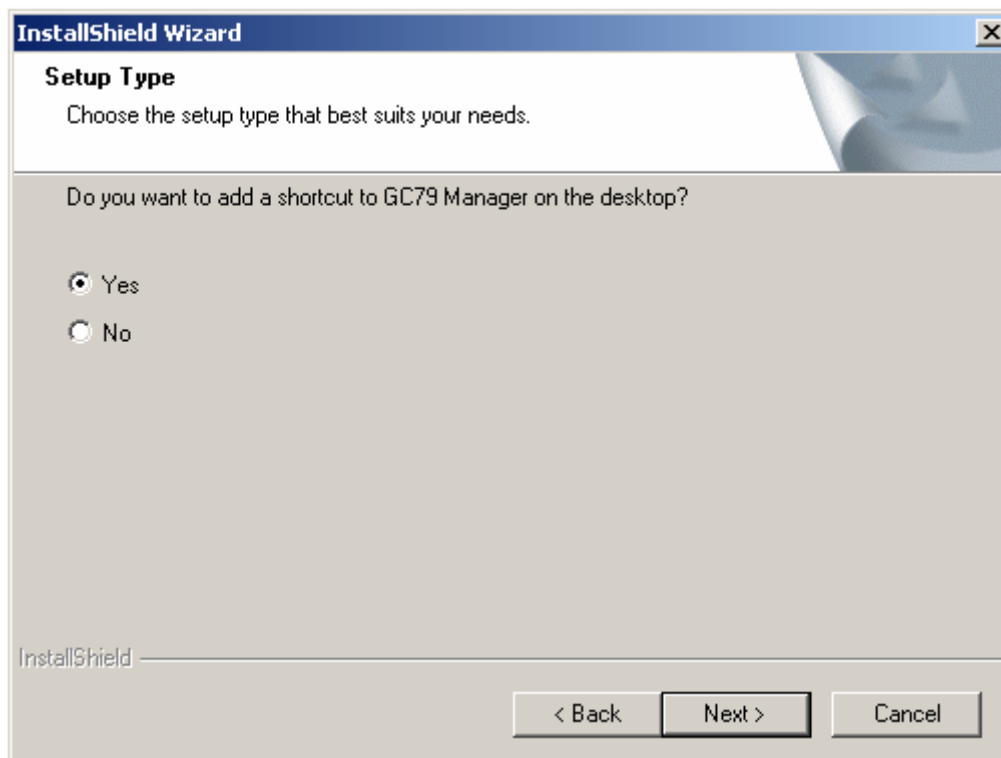 InstallShield Wizard
Setup Type
Choose the setup type that best suits your needs.
Do you want to add a shortcut to GC79 Manager on the desktop?
Yes
No
InstallShield
< Back Next > Cancel